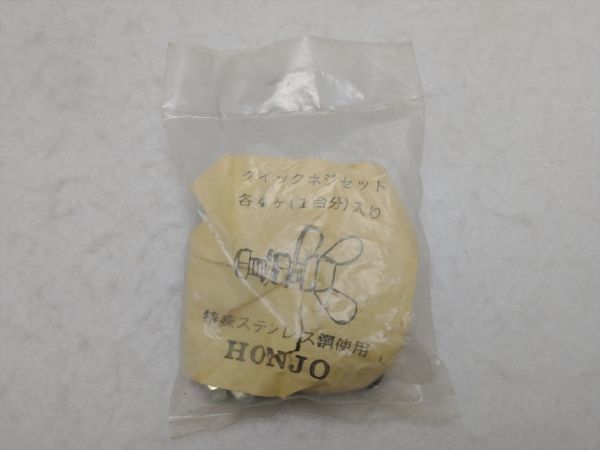 クイックネジセット
各4ヶ(1台分)入り
特殊ステンレス鋼使用
HONJO